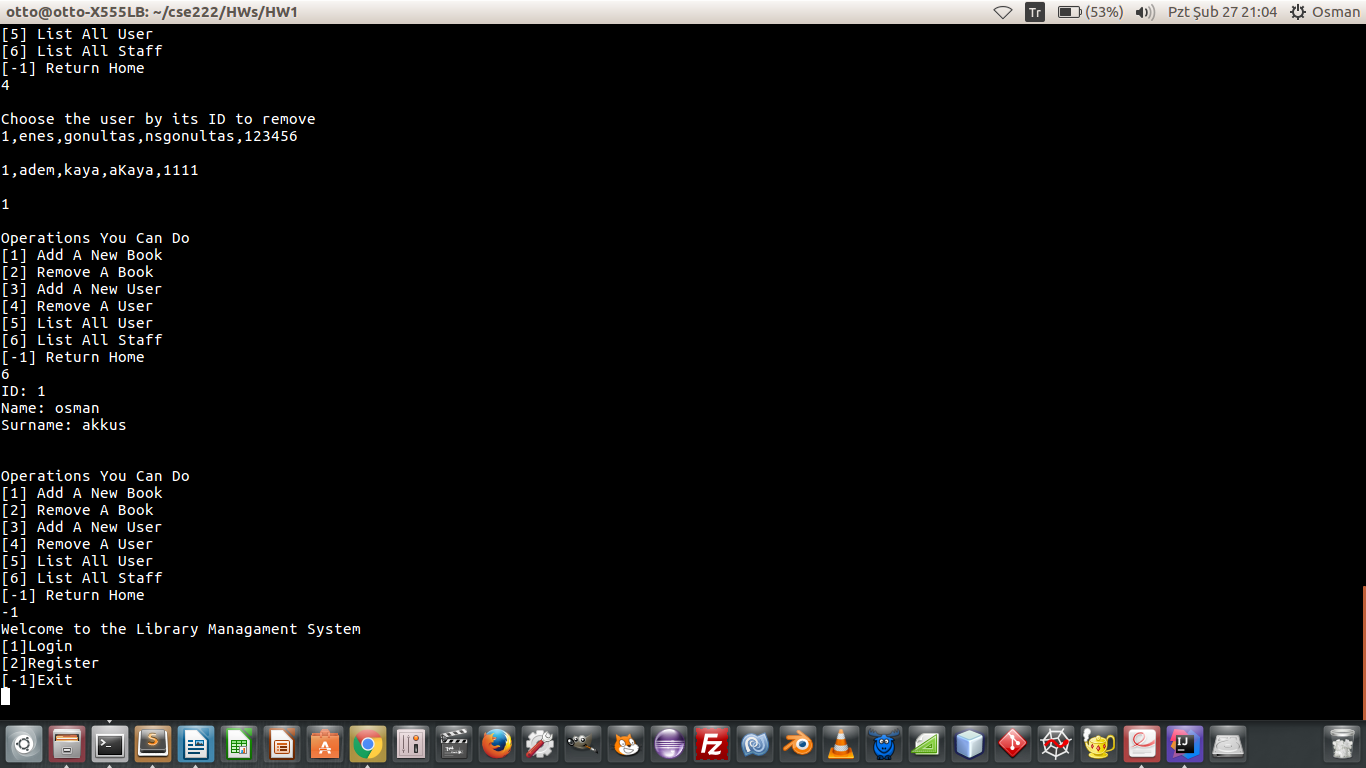 otto@otto-X555LB: ~/cse222/HWs/HW1
Tr (53%) Pzt Şub 27 21:04 Osman
[5] List All User
[6] List All Staff
[-1] Return Home
4
Choose the user by its ID to remove
1,enes,gonultas,nsgonultas,123456
1,adem,kaya,aKaya,1111
1
Operations You Can Do
[1] Add A New Book
[2] Remove A Book
[3] Add A New User
[4] Remove A User
[5] List All User
[6] List All Staff
[-1] Return Home
6
ID: 1
Name: osman
Surname: akkus
Operations You Can Do
[1] Add A New Book
[2] Remove A Book
[3] Add A New User
[4] Remove A User
[5] List All User
[6] List All Staff
[-1] Return Home
-1
Welcome to the Library Managament System
[1]Login
[2]Register
[-1]Exit
>_ S A Fz IJ